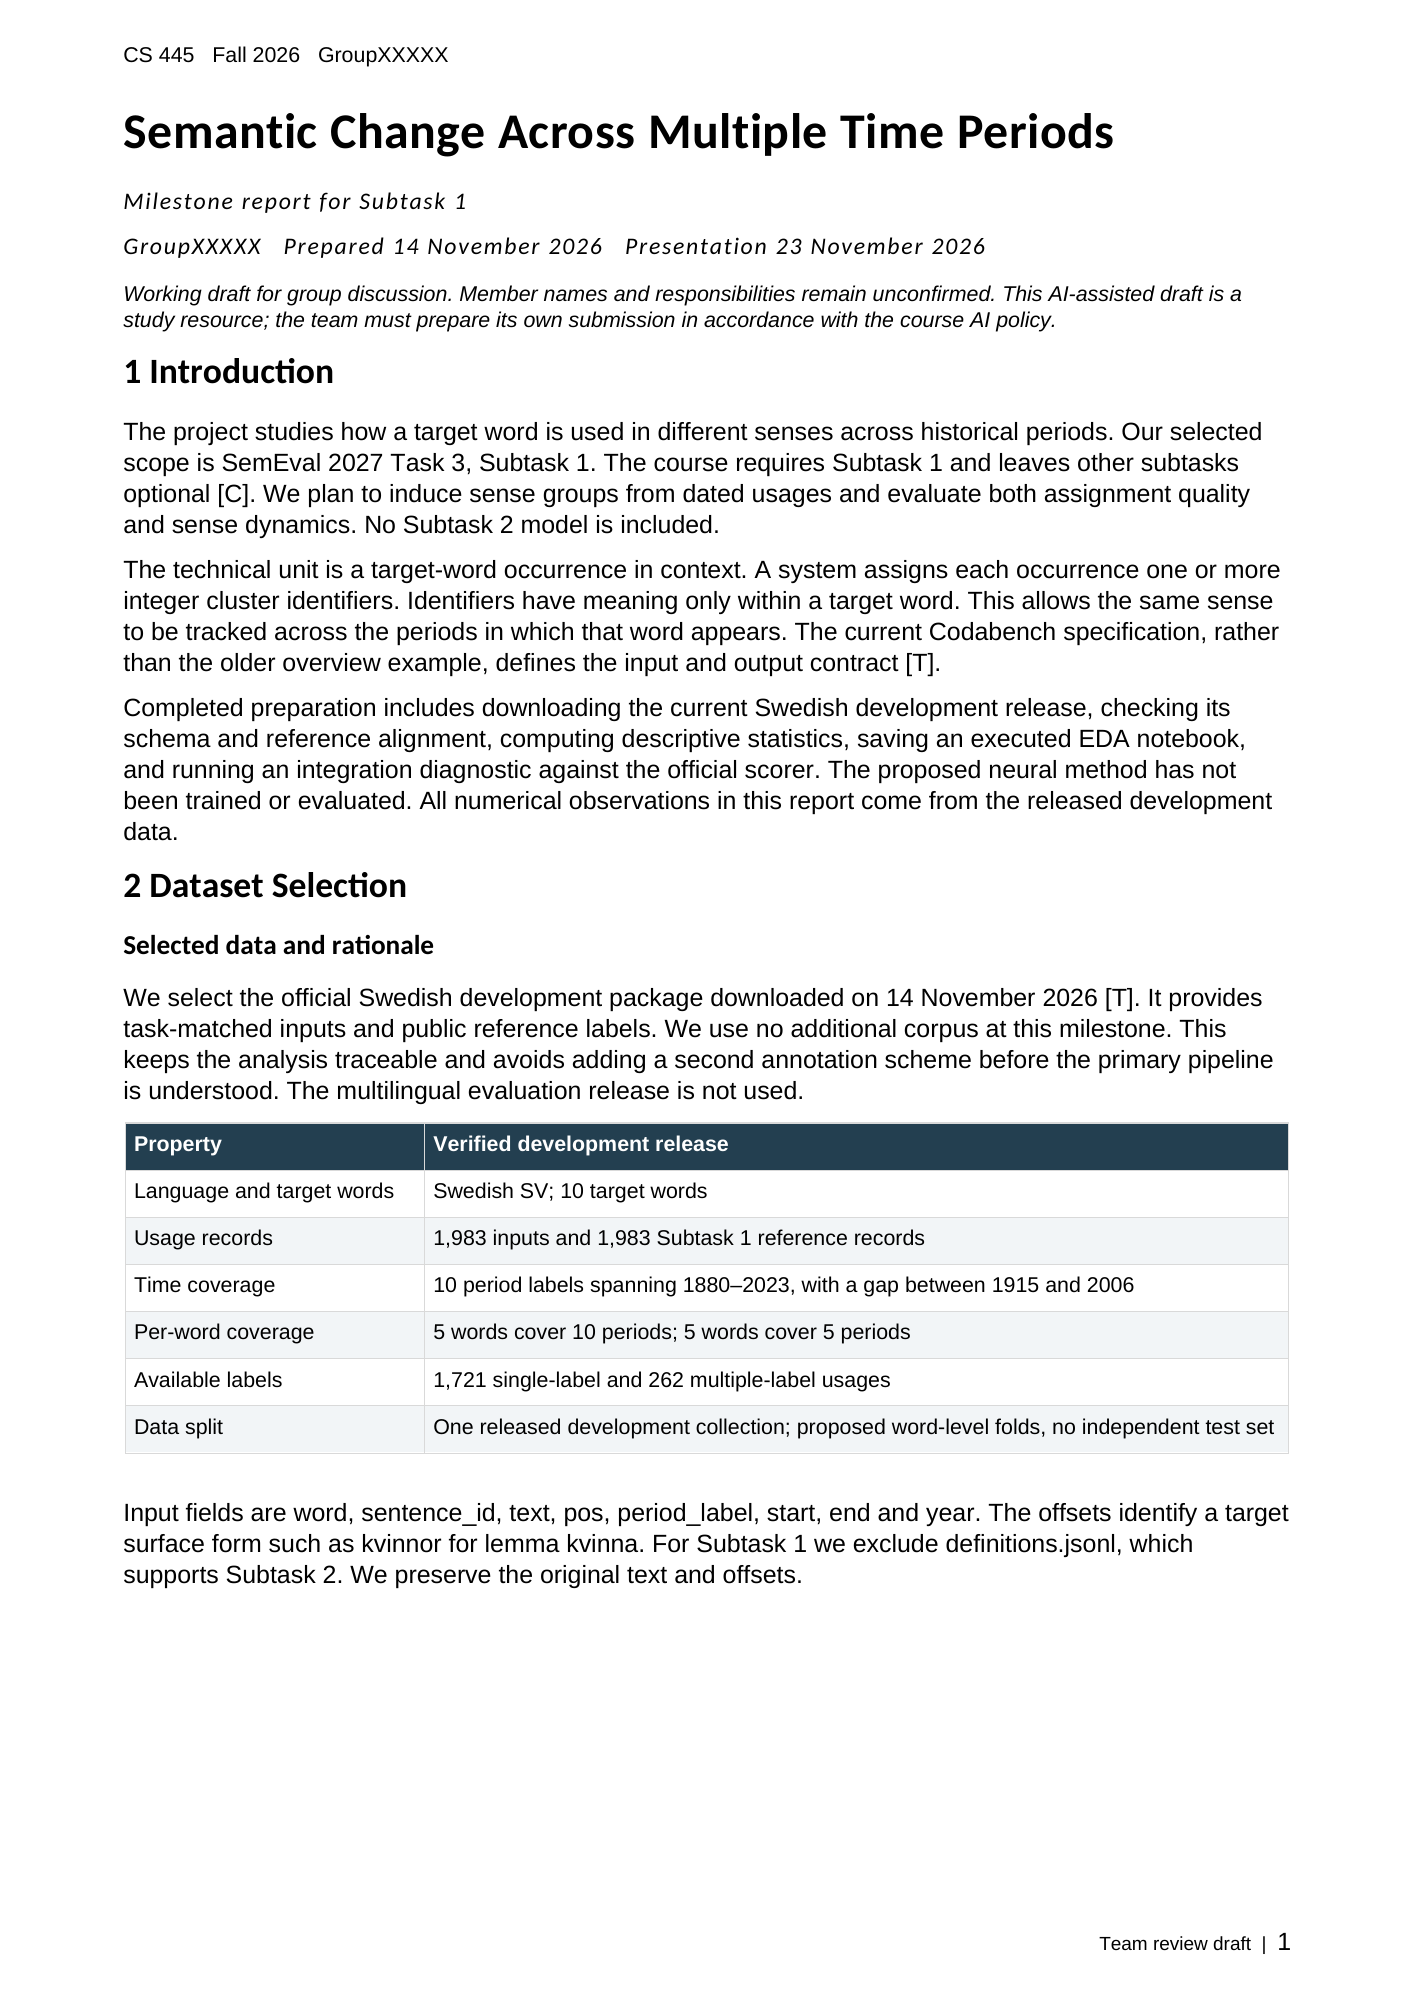 CS 445 Fall 2026 GroupXXXXX
Semantic Change Across Multiple Time Periods
Milestone report for Subtask 1
GroupXXXXX Prepared 14 November 2026 Presentation 23 November 2026
Working draft for group discussion. Member names and responsibilities remain unconfirmed. This AI-assisted draft is a
study resource; the team must prepare its own submission in accordance with the course AI policy.
1 Introduction
The project studies how a target word is used in different senses across historical periods. Our selected
scope is SemEval 2027 Task 3, Subtask 1. The course requires Subtask 1 and leaves other subtasks
optional [C]. We plan to induce sense groups from dated usages and evaluate both assignment quality
and sense dynamics. No Subtask 2 model is included.
The technical unit is a target-word occurrence in context. A system assigns each occurrence one or more
integer cluster identifiers. Identifiers have meaning only within a target word. This allows the same sense
to be tracked across the periods in which that word appears. The current Codabench specification, rather
than the older overview example, defines the input and output contract [T].
Completed preparation includes downloading the current Swedish development release, checking its
schema and reference alignment, computing descriptive statistics, saving an executed EDA notebook,
and running an integration diagnostic against the official scorer. The proposed neural method has not
been trained or evaluated. All numerical observations in this report come from the released development
data.
2 Dataset Selection
Selected data and rationale
We select the official Swedish development package downloaded on 14 November 2026 [T]. It provides
task-matched inputs and public reference labels. We use no additional corpus at this milestone. This
keeps the analysis traceable and avoids adding a second annotation scheme before the primary pipeline
is understood. The multilingual evaluation release is not used.
Property Verified development release
Language and target words Swedish SV; 10 target words
Usage records 1,983 inputs and 1,983 Subtask 1 reference records
Time coverage 10 period labels spanning 1880–2023, with a gap between 1915 and 2006
Per-word coverage 5 words cover 10 periods; 5 words cover 5 periods
Available labels 1,721 single-label and 262 multiple-label usages
Data split One released development collection; proposed word-level folds, no independent test set
Input fields are word, sentence_id, text, pos, period_label, start, end and year. The offsets identify a target
surface form such as kvinnor for lemma kvinna. For Subtask 1 we exclude definitions.jsonl, which
supports Subtask 2. We preserve the original text and offsets.
Team review draft | 1